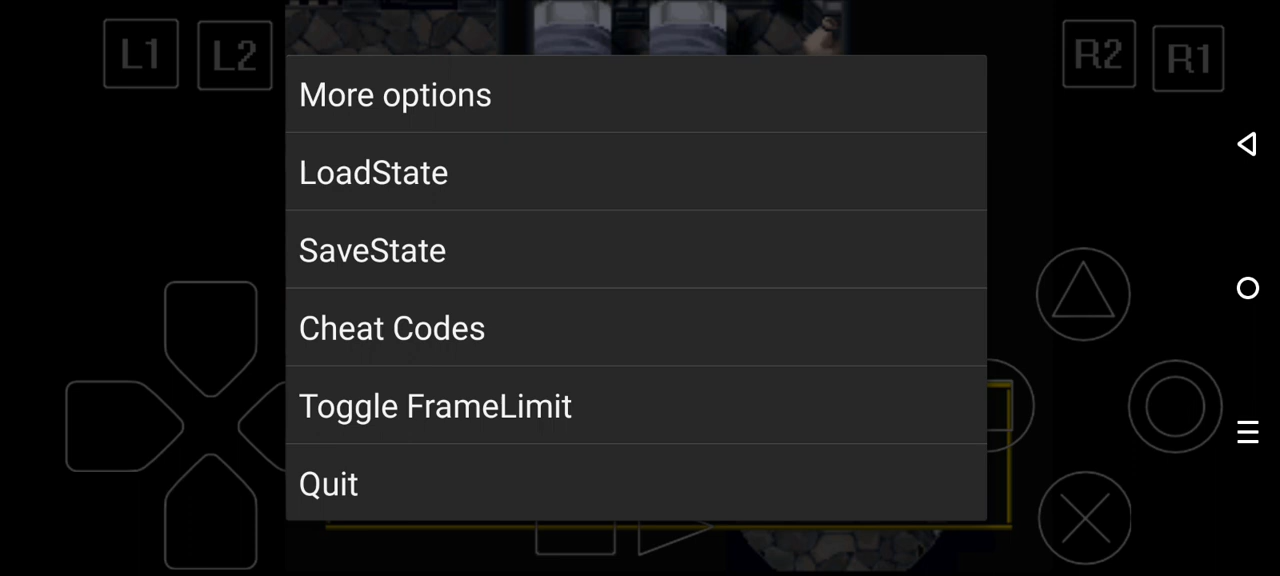 L1 L2 R2 R1
More options
LoadState
SaveState
Cheat Codes
Toggle FrameLimit
Quit